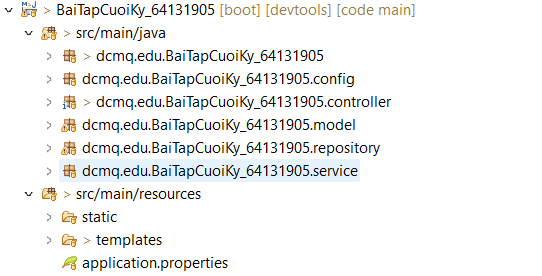 > BaiTapCuoiKy_64131905 [boot] [devtools] [code main]
> src/main/java
> dcmq.edu.BaiTapCuoiKy_64131905
dcmq.edu.BaiTapCuoiKy_64131905.config
> dcmq.edu.BaiTapCuoiKy_64131905.controller
dcmq.edu.BaiTapCuoiKy_64131905.model
dcmq.edu.BaiTapCuoiKy_64131905.repository
dcmq.edu.BaiTapCuoiKy_64131905.service
> src/main/resources
static
> templates
application.properties